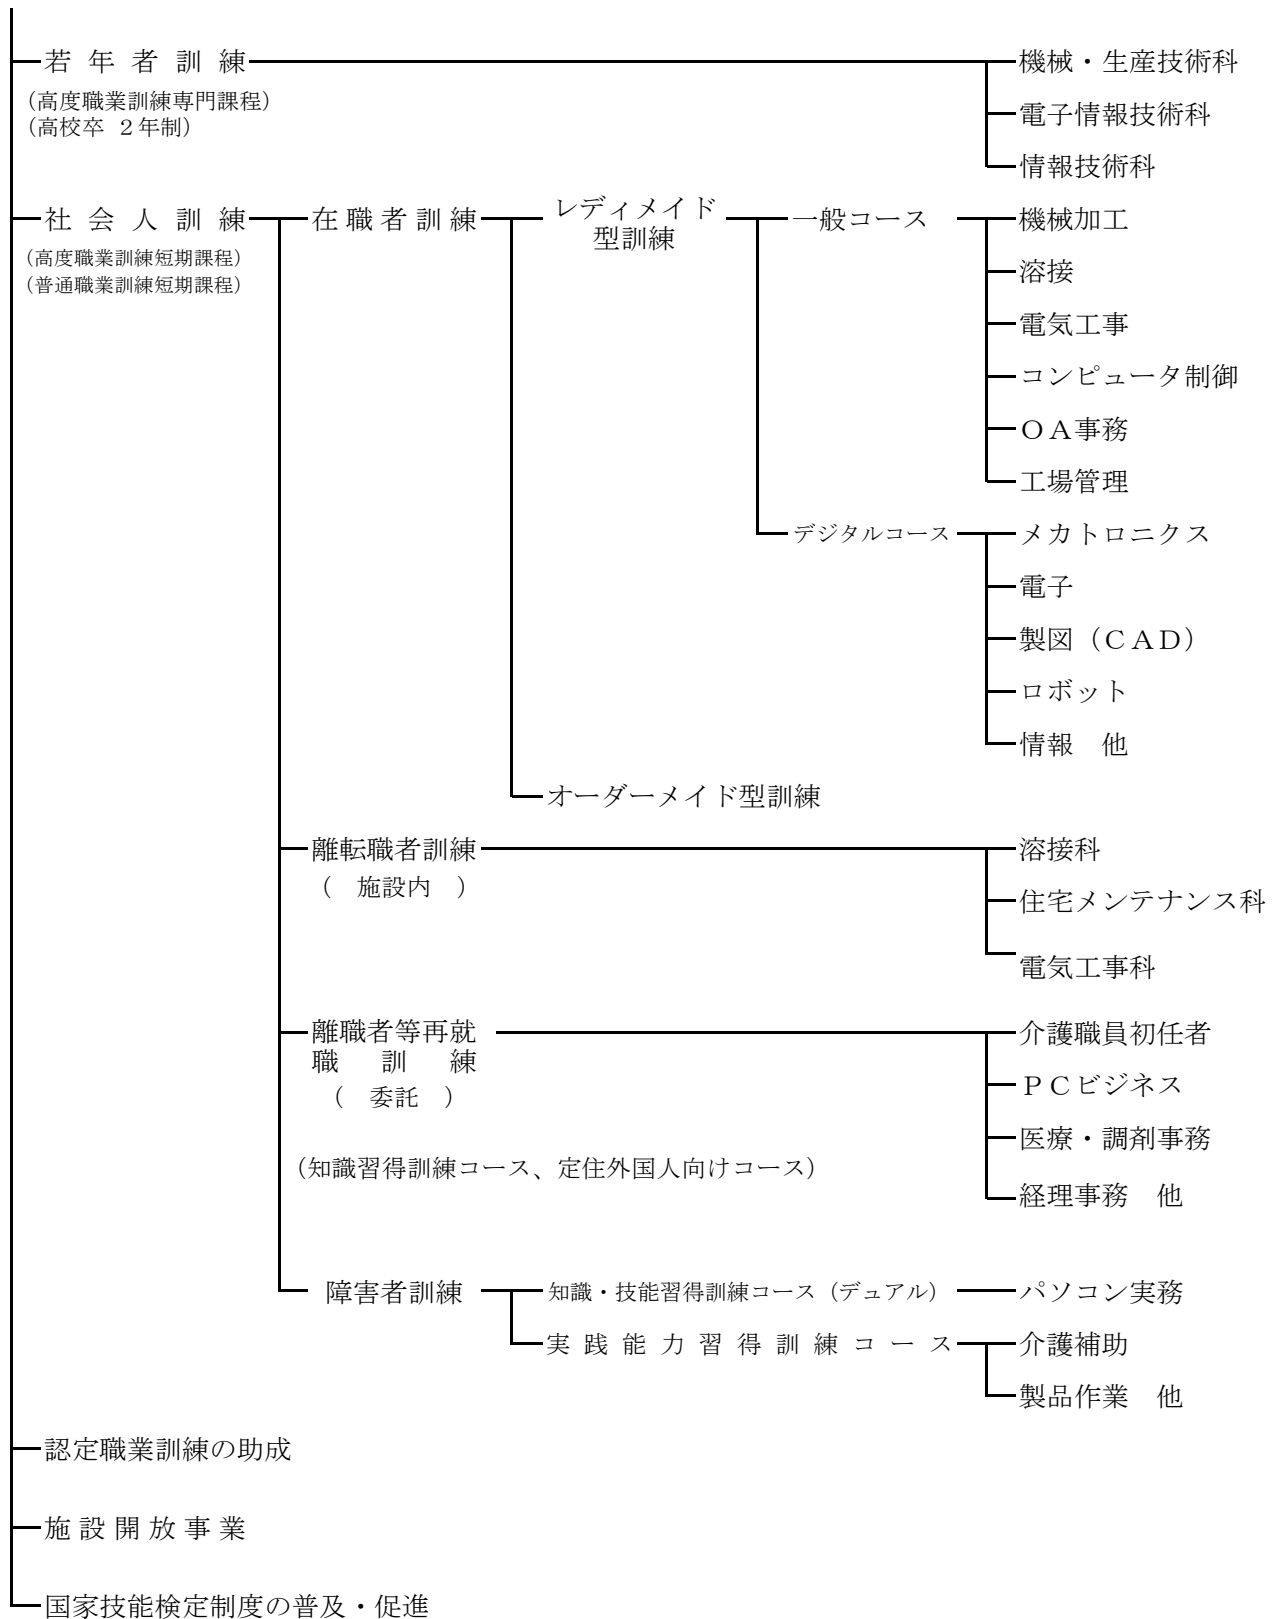 若年者訓練
機械・生産技術科
（高度職業訓練専門課程）
（高校卒 ２年制）
電子情報技術科
情報技術科
社会人訓練
在職者訓練
レディメイド
型訓練
一般コース
機械加工
（高度職業訓練短期課程）
（普通職業訓練短期課程）
溶接
電気工事
コンピュータ制御
ＯＡ事務
工場管理
デジタルコース
メカトロニクス
電子
製図（ＣＡＤ）
ロボット
情報　他
オーダーメイド型訓練
離転職者訓練
（　施設内　）
溶接科
住宅メンテナンス科
電気工事科
離職者等再就
職訓練
（　委託　）
介護職員初任者
ＰＣビジネス
医療・調剤事務
（知識習得訓練コース、定住外国人向けコース）
経理事務　他
障害者訓練
知識・技能習得訓練コース（デュアル）
パソコン実務
実践能力習得訓練コース
介護補助
製品作業　他
認定職業訓練の助成
施設開放事業
国家技能検定制度の普及・促進